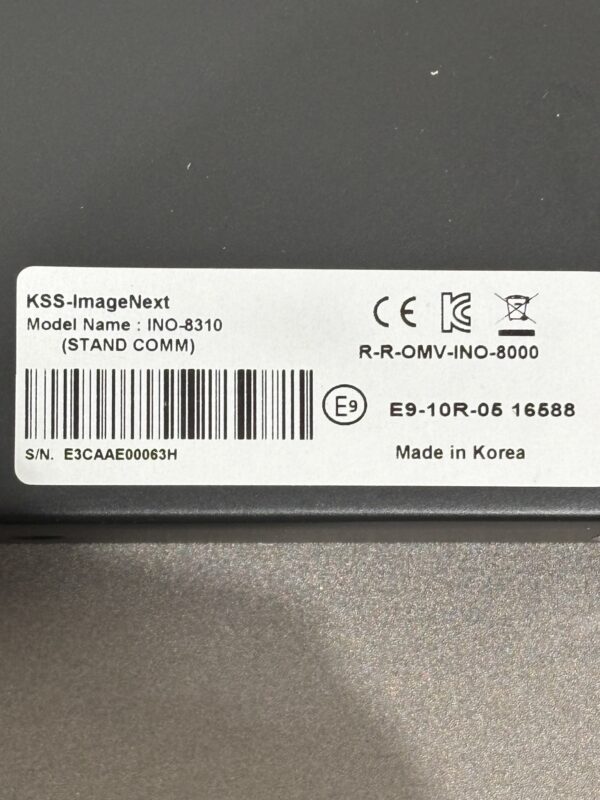 KSS-ImageNext
Model Name : INO-8310
(STAND COMM)
CE
R-R-OMV-INO-8000
E9
E9-10R-05 16588
S/N. E3CAAE00063H
Made in Korea